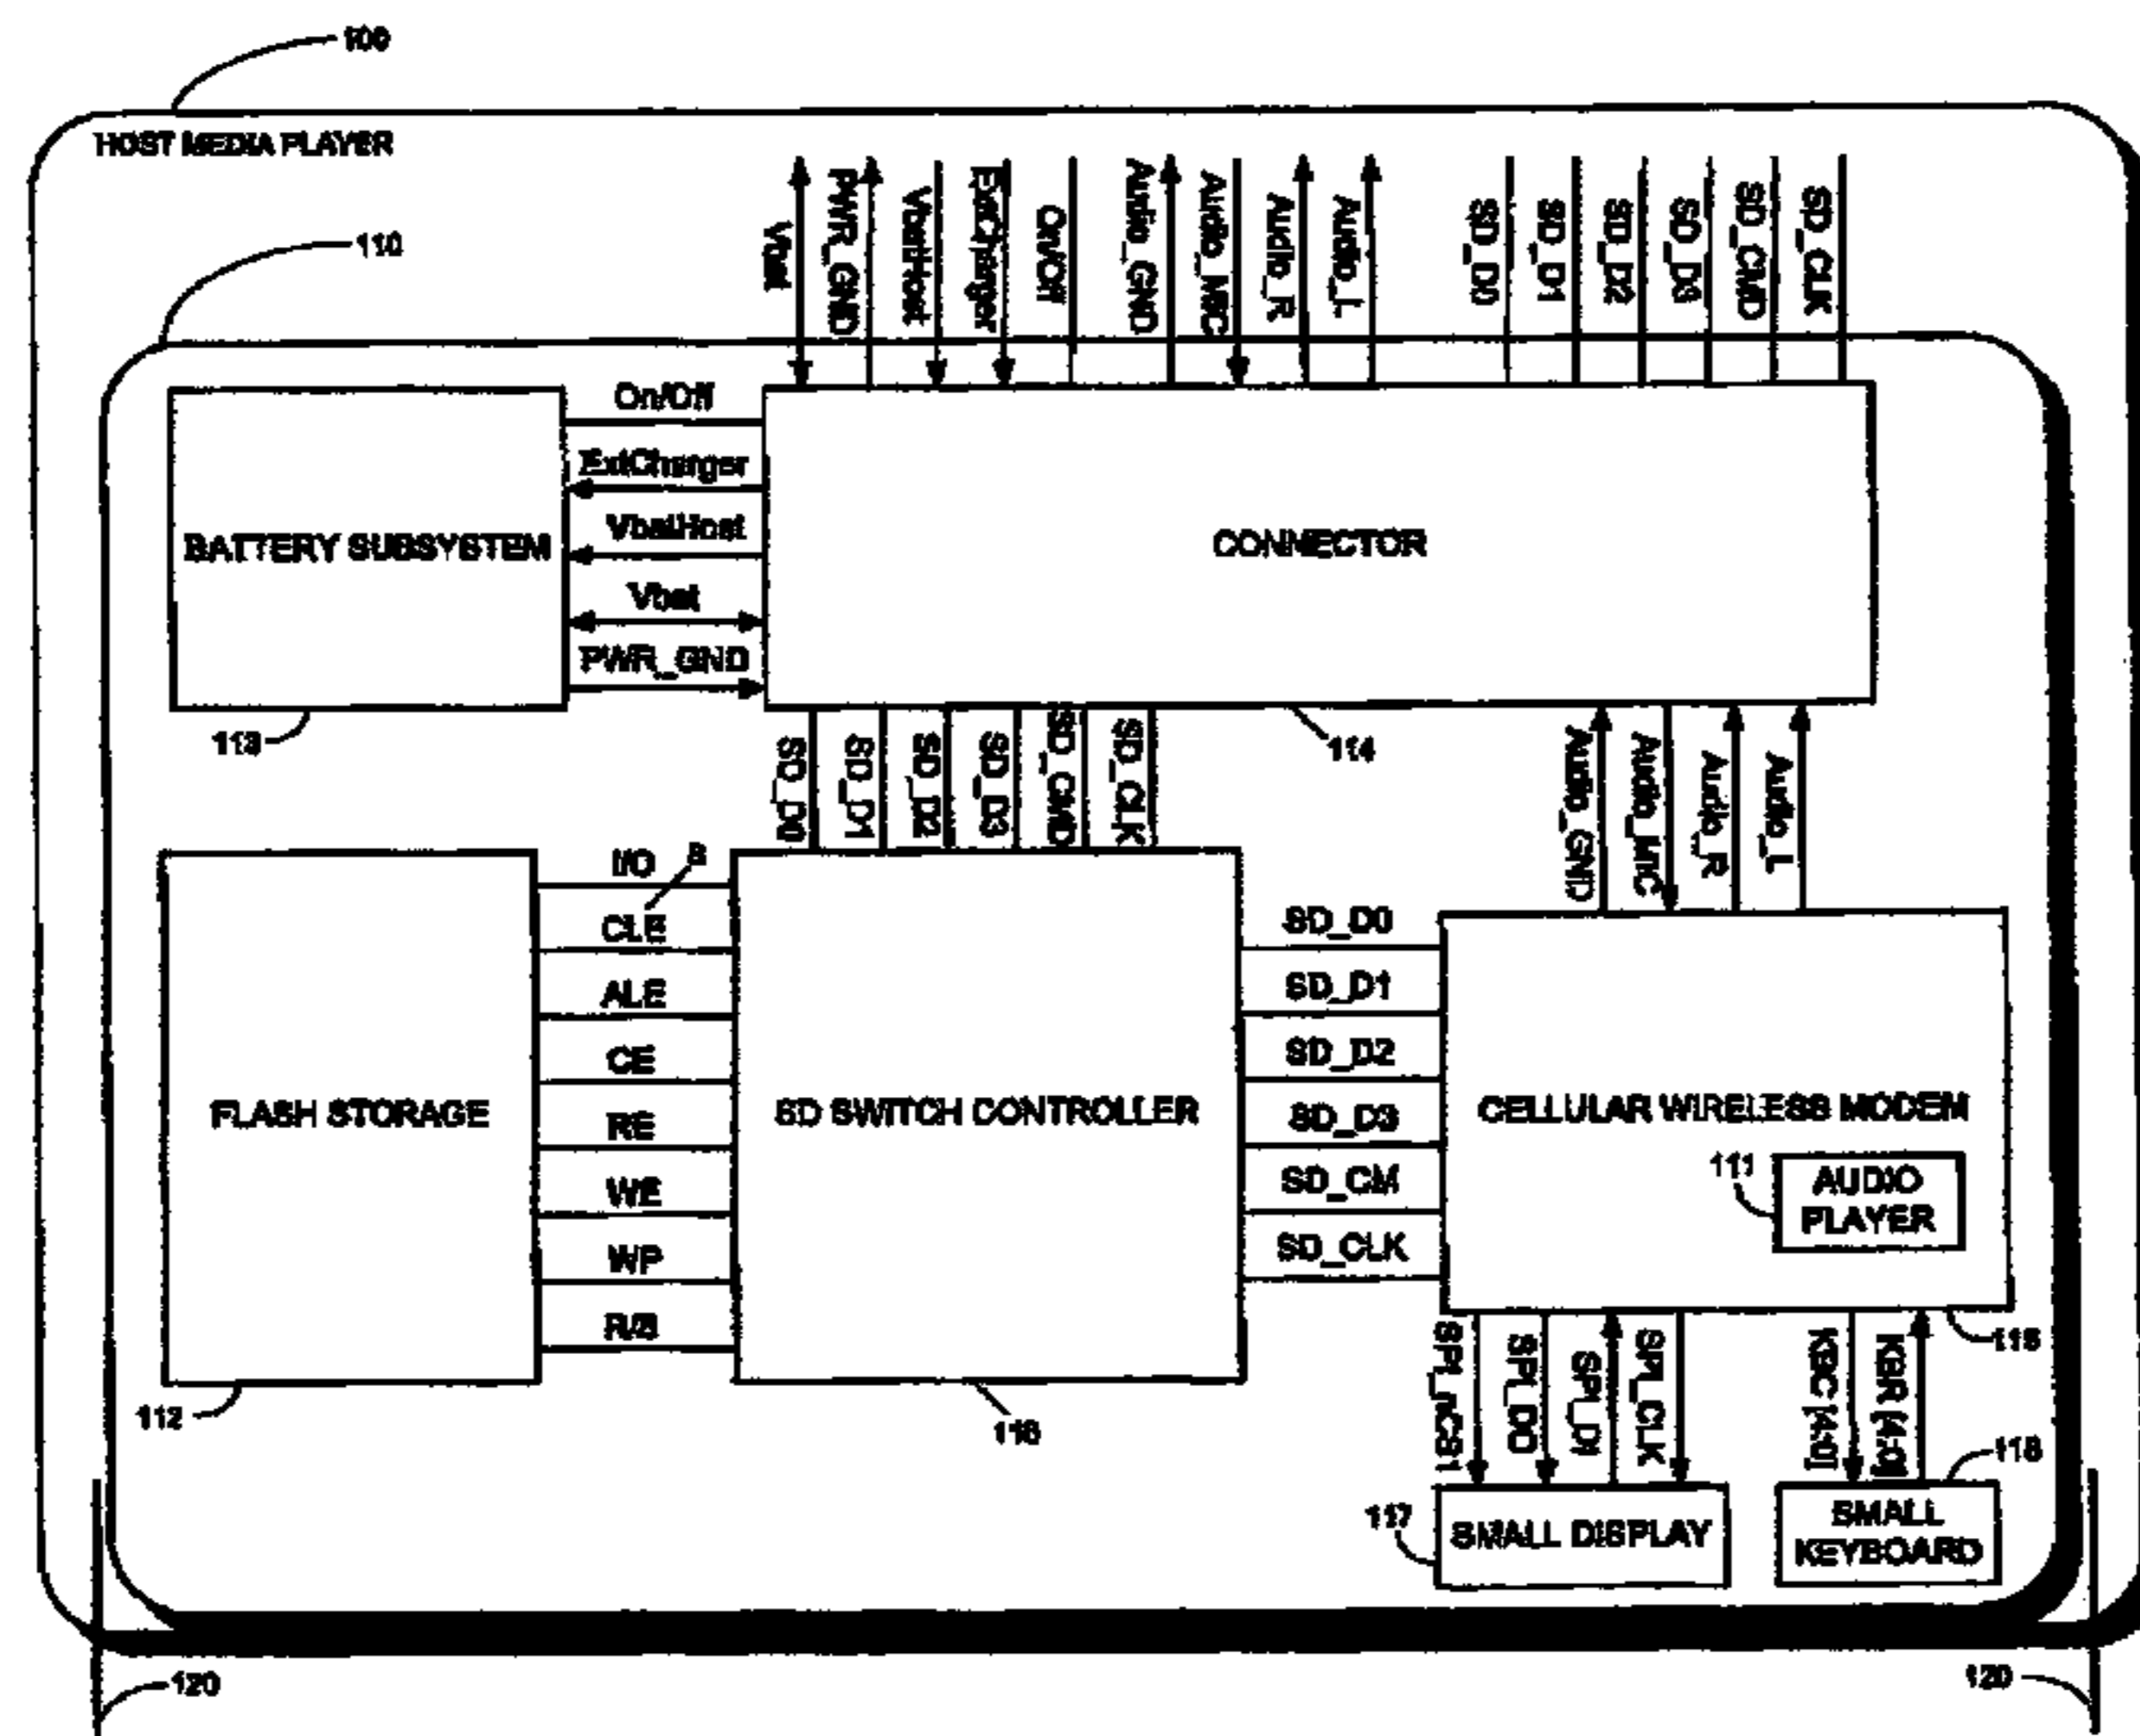 100
HOST MEDIA PLAYER
110
Vbat
PWR_GND
VbatHost
ExtCharger
On/Off
Audio_GND
Audio_MIC
Audio_R
Audio_L
SD_D0
SD_D1
SD_D2
SD_D3
SD_CMD
SD_CLK
On/Off
ExtCharger
VbatHost
Vbat
PWR_GND
BATTERY SUBSYSTEM
CONNECTOR
113
114
SD_D0
SD_D1
SD_D2
SD_D3
SD_CMD
SD_CLK
Audio_GND
Audio_MIC
Audio_R
Audio_L
I/O
8
CLE
ALE
CE
RE
WE
WP
R/B
FLASH STORAGE
SD SWITCH CONTROLLER
SD_D0
SD_D1
SD_D2
SD_D3
SD_CM
SD_CLK
CELLULAR WIRELESS MODEM
111
AUDIO
PLAYER
112
116
115
SPI_nCS1
SPI_DO
SPI_DI
SPI_CLK
KBC [4:0]
KBR [4:0]
118
117
SMALL DISPLAY
SMALL
KEYBOARD
120
120